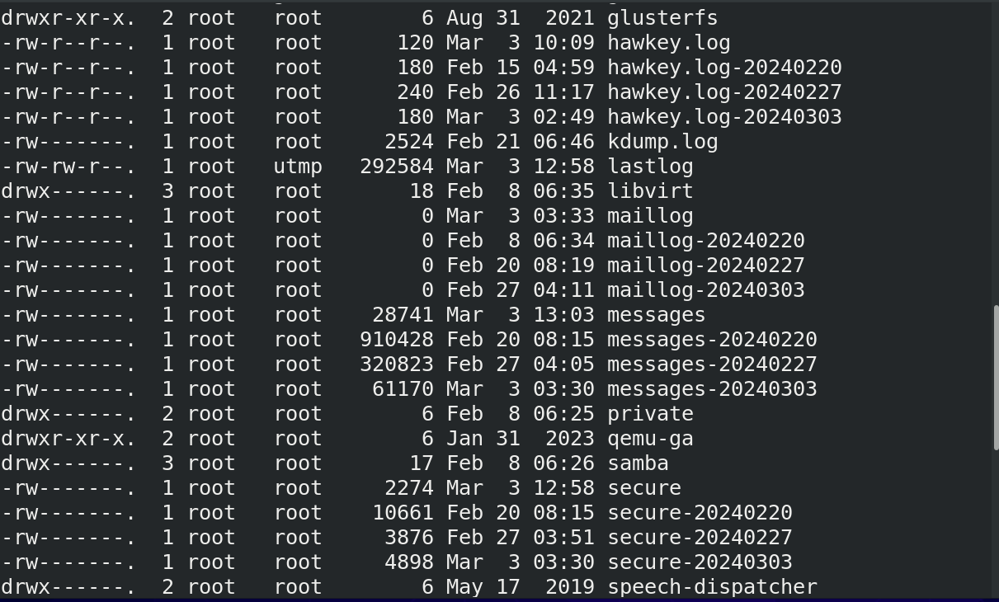 drwxr-xr-x.  2 root   root        6 Aug 31  2021 glusterfs
-rw-r--r--.  1 root   root      120 Mar  3 10:09 hawkey.log
-rw-r--r--.  1 root   root      180 Feb 15 04:59 hawkey.log-20240220
-rw-r--r--.  1 root   root      240 Feb 26 11:17 hawkey.log-20240227
-rw-r--r--.  1 root   root      180 Mar  3 02:49 hawkey.log-20240303
-rw-------.  1 root   root     2524 Feb 21 06:46 kdump.log
-rw-rw-r--.  1 root   utmp   292584 Mar  3 12:58 lastlog
drwx------.  3 root   root       18 Feb  8 06:35 libvirt
-rw-------.  1 root   root        0 Mar  3 03:33 maillog
-rw-------.  1 root   root        0 Feb  8 06:34 maillog-20240220
-rw-------.  1 root   root        0 Feb 20 08:19 maillog-20240227
-rw-------.  1 root   root        0 Feb 27 04:11 maillog-20240303
-rw-------.  1 root   root    28741 Mar  3 13:03 messages
-rw-------.  1 root   root   910428 Feb 20 08:15 messages-20240220
-rw-------.  1 root   root   320823 Feb 27 04:05 messages-20240227
-rw-------.  1 root   root    61170 Mar  3 03:30 messages-20240303
drwx------.  2 root   root        6 Feb  8 06:25 private
drwxr-xr-x.  2 root   root        6 Jan 31  2023 qemu-ga
drwx------.  3 root   root       17 Feb  8 06:26 samba
-rw-------.  1 root   root     2274 Mar  3 12:58 secure
-rw-------.  1 root   root    10661 Feb 20 08:15 secure-20240220
-rw-------.  1 root   root     3876 Feb 27 03:51 secure-20240227
-rw-------.  1 root   root     4898 Mar  3 03:30 secure-20240303
drwx------.  2 root   root        6 May 17  2019 speech-dispatcher